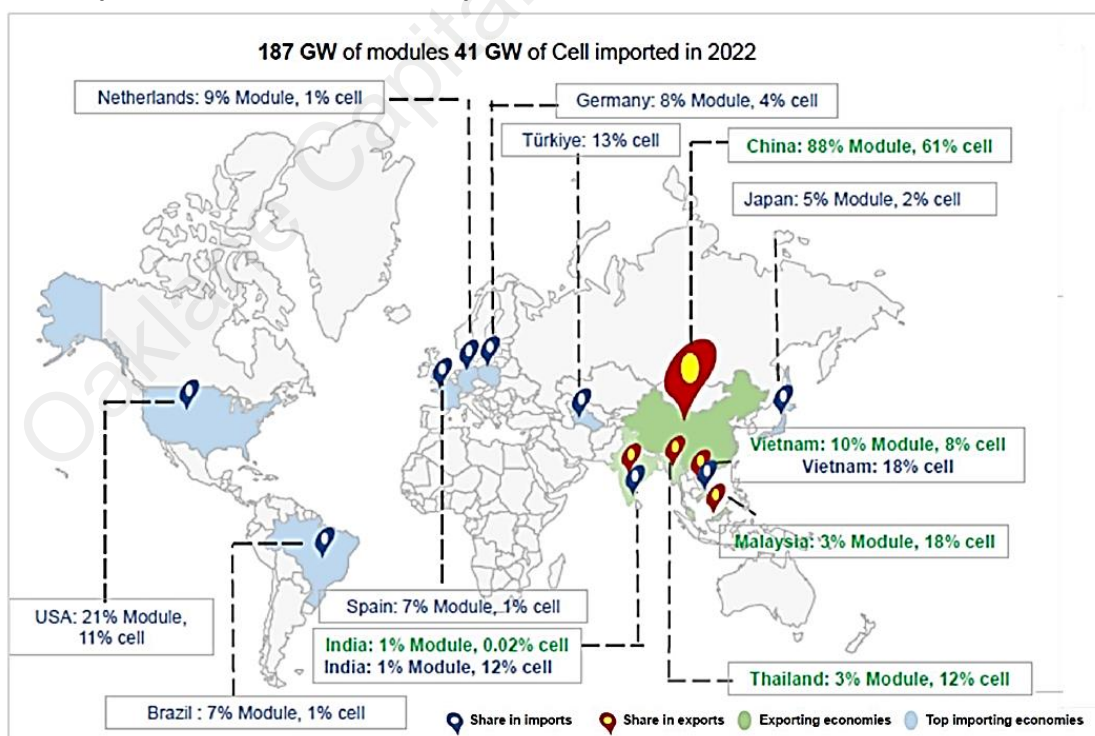 187 GW of modules 41 GW of Cell imported in 2022
Netherlands: 9% Module, 1% cell
Germany: 8% Module, 4% cell
Türkiye: 13% cell
China: 88% Module, 61% cell
Japan: 5% Module, 2% cell
Vietnam: 10% Module, 8% cell
Vietnam: 18% cell
Malaysia: 3% Module, 18% cell
USA: 21% Module,
11% cell
Spain: 7% Module, 1% cell
India: 1% Module, 0.02% cell
India: 1% Module, 12% cell
Thailand: 3% Module, 12% cell
Brazil : 7% Module, 1% cell
Share in imports
Share in exports
Exporting economies
Top importing economies
Oaklane Capital